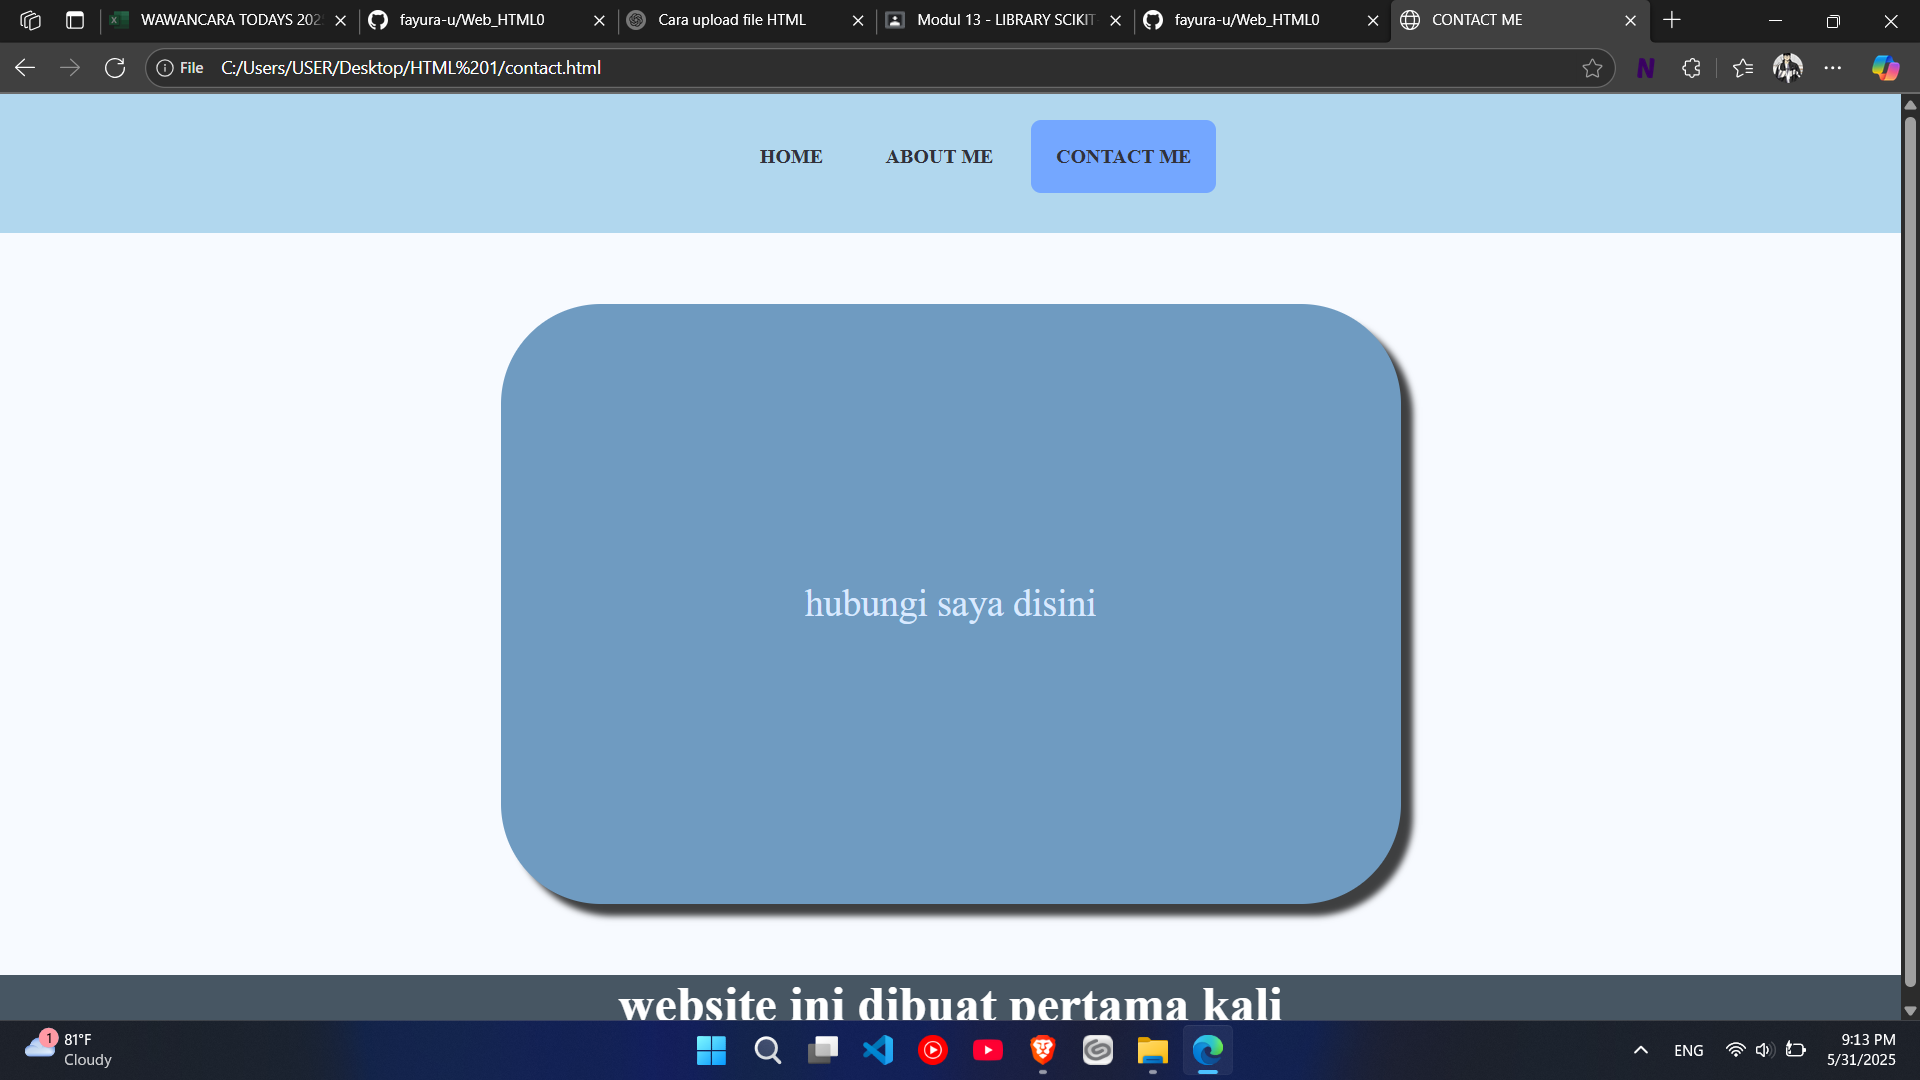 WAWANCARA TODAYS 202
fayura-u/Web_HTML0
Cara upload file HTML
Modul 13 - LIBRARY SCIKIT
fayura-u/Web_HTML0
CONTACT ME
File
C:/Users/USER/Desktop/HTML%201/contact.html
HOME
ABOUT ME
CONTACT ME
hubungi saya disini
website ini dibuat pertama kali
1
81°F
Cloudy
ENG
9:13 PM
5/31/2025